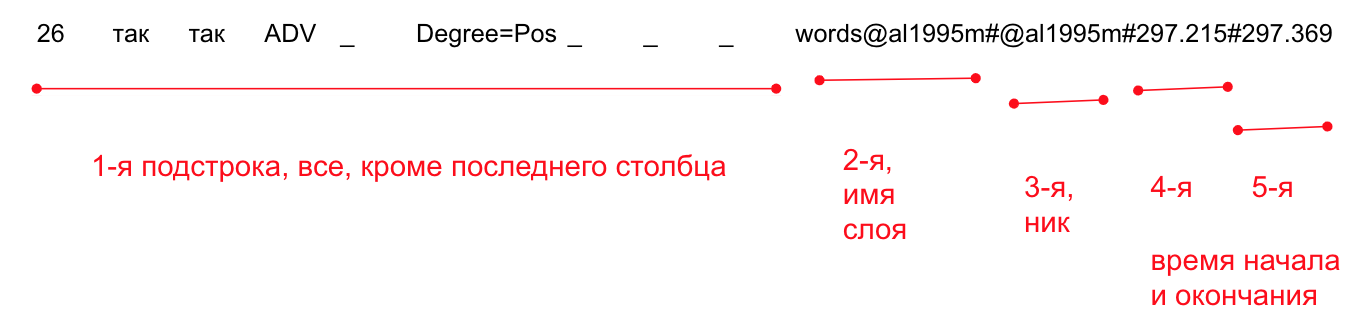 26 так так ADV _ Degree=Pos _ _ _ words@al1995m#@al1995m#297.215#297.369
1-я подстрока, все, кроме последнего столбца
2-я,
имя
слоя
3-я,
ник
4-я
5-я
время начала
и окончания